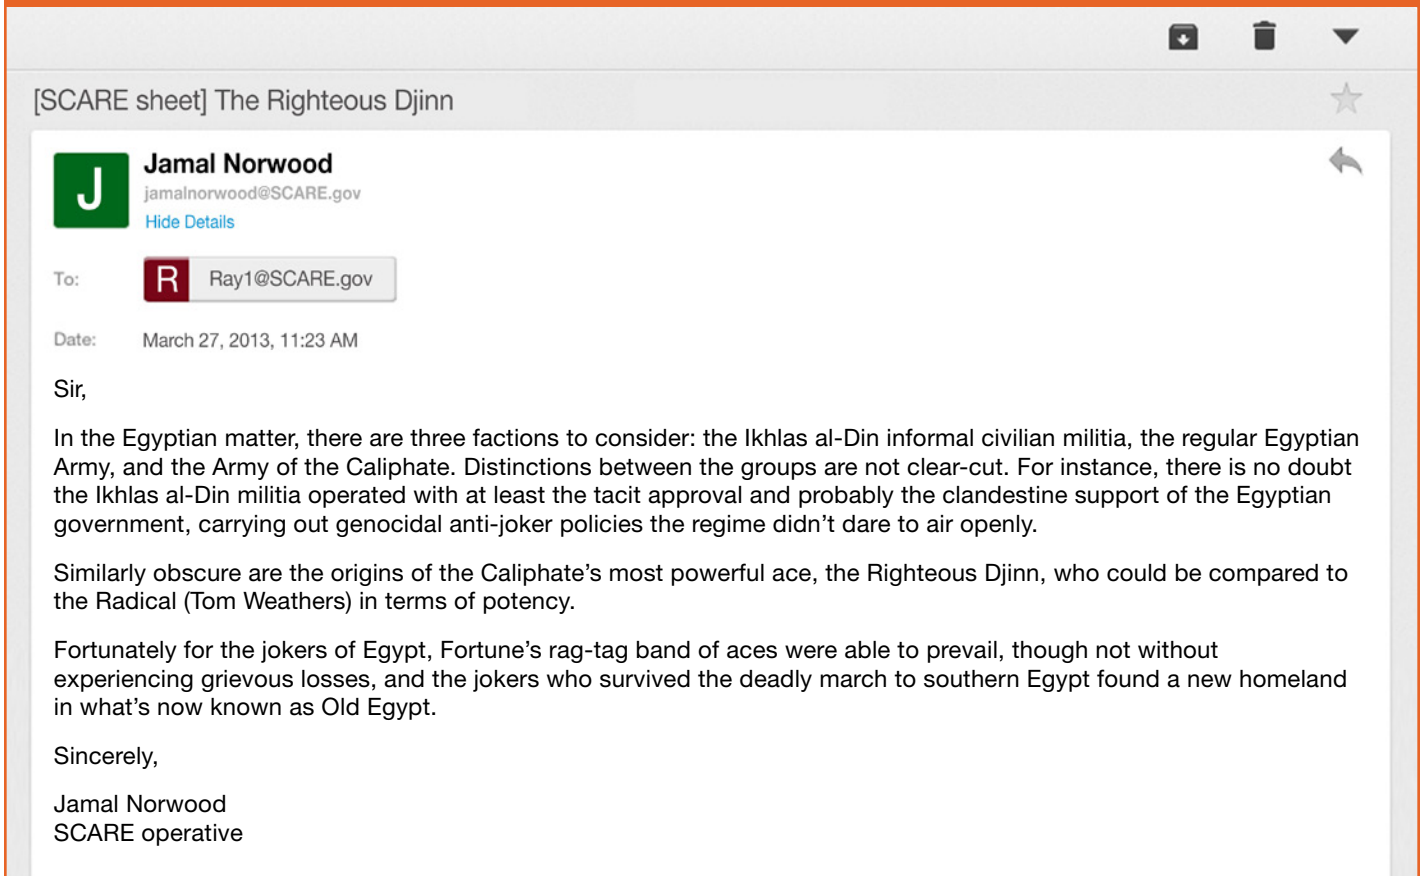 [SCARE sheet] The Righteous Djinn
J
Jamal Norwood
jamalnorwood@SCARE.gov
Hide Details
To:
R
Ray1@SCARE.gov
Date:
March 27, 2013, 11:23 AM
Sir,
In the Egyptian matter, there are three factions to consider: the Ikhlas al-Din informal civilian militia, the regular Egyptian
Army, and the Army of the Caliphate. Distinctions between the groups are not clear-cut. For instance, there is no doubt
the Ikhlas al-Din militia operated with at least the tacit approval and probably the clandestine support of the Egyptian
government, carrying out genocidal anti-joker policies the regime didn’t dare to air openly.
Similarly obscure are the origins of the Caliphate’s most powerful ace, the Righteous Djinn, who could be compared to
the Radical (Tom Weathers) in terms of potency.
Fortunately for the jokers of Egypt, Fortune’s rag-tag band of aces were able to prevail, though not without
experiencing grievous losses, and the jokers who survived the deadly march to southern Egypt found a new homeland
in what’s now known as Old Egypt.
Sincerely,
Jamal Norwood
SCARE operative